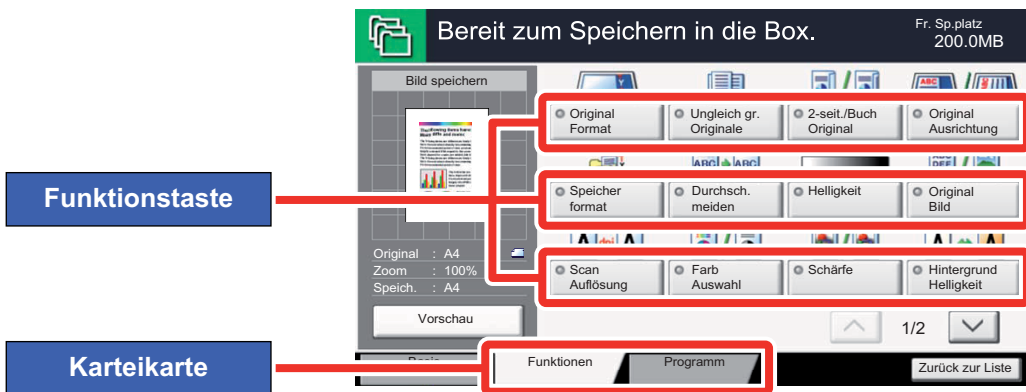 Bereit zum Speichern in die Box.
Fr. Sp.platz
200.0MB
Bild speichern
Original
Format
Ungleich gr.
Originale
2-seit./Buch
Original
Original
Ausrichtung
Funktionstaste
Speicher
format
Durchsch.
meiden
Helligkeit
Original
Bild
Original : A4
Zoom : 100%
Speich. : A4
Scan
Auflösung
Farb
Auswahl
Schärfe
Hintergrund
Helligkeit
Vorschau
1/2
Karteikarte
Funktionen
Programm
Zurück zur Liste